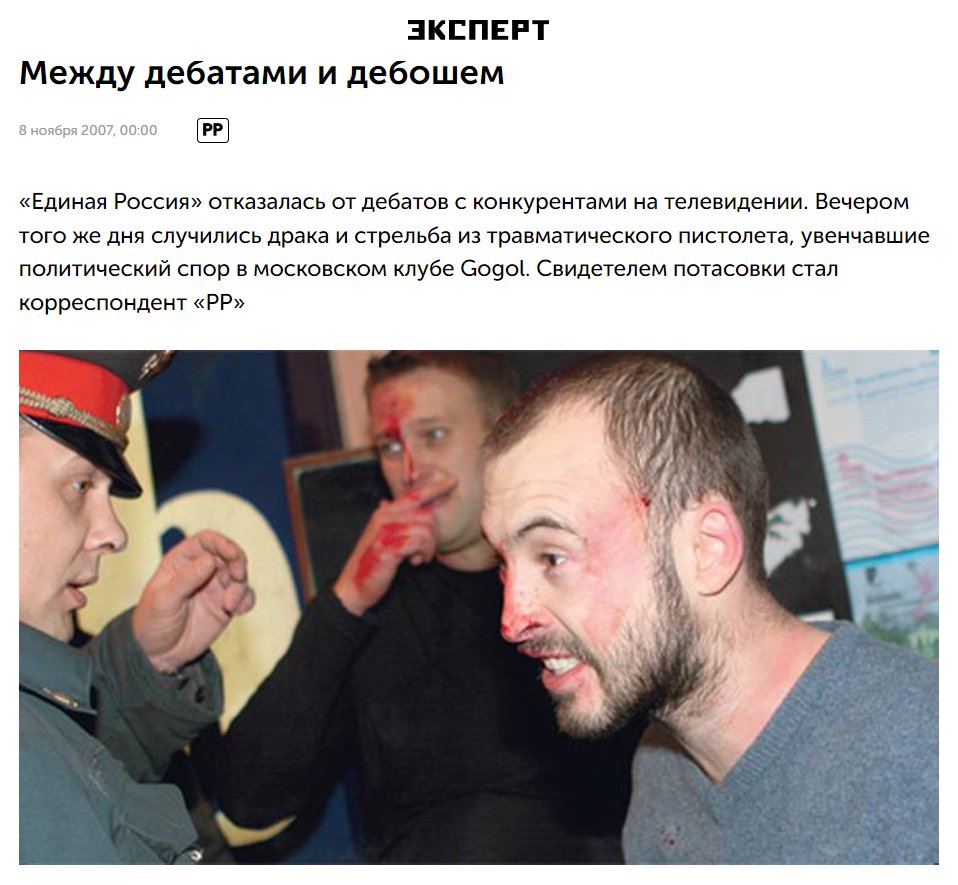 ЭКСПЕРТ
Между дебатами и дебошем
8 ноября 2007, 00:00 РР
«Единая Россия» отказалась от дебатов с конкурентами на телевидении. Вечером
того же дня случились драка и стрельба из травматического пистолета, увенчавшие
политический спор в московском клубе Gogol. Свидетелем потасовки стал
корреспондент «РР»